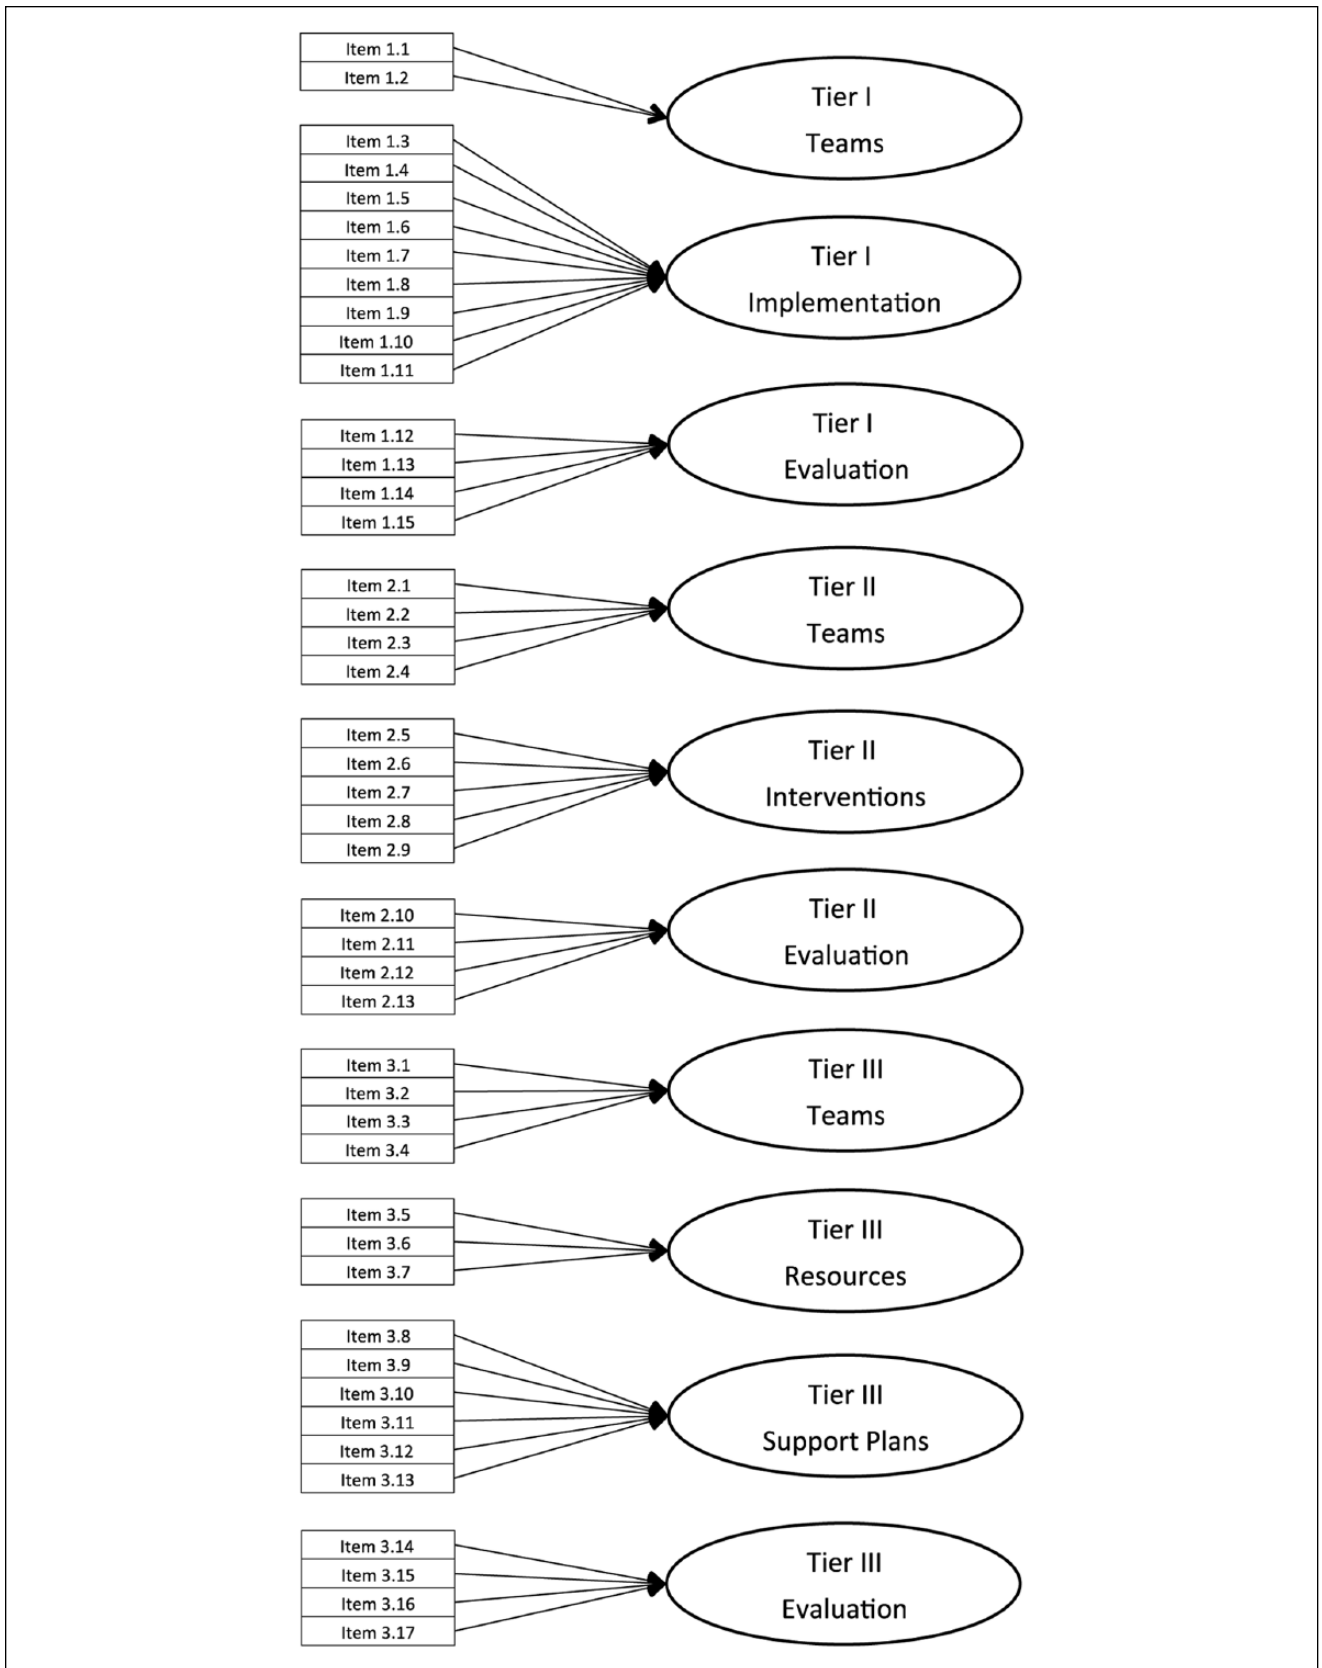 Item 1.1
Item 1.2
Tier I
Teams
Item 1.3
Item 1.4
Item 1.5
Item 1.6
Item 1.7
Item 1.8
Item 1.9
Item 1.10
Item 1.11
Tier I
Implementation
Item 1.12
Item 1.13
Item 1.14
Item 1.15
Tier I
Evaluation
Item 2.1
Item 2.2
Item 2.3
Item 2.4
Tier II
Teams
Item 2.5
Item 2.6
Item 2.7
Item 2.8
Item 2.9
Tier II
Interventions
Item 2.10
Item 2.11
Item 2.12
Item 2.13
Tier II
Evaluation
Item 3.1
Item 3.2
Item 3.3
Item 3.4
Tier III
Teams
Item 3.5
Item 3.6
Item 3.7
Tier III
Resources
Item 3.8
Item 3.9
Item 3.10
Item 3.11
Item 3.12
Item 3.13
Tier III
Support Plans
Item 3.14
Item 3.15
Item 3.16
Item 3.17
Tier III
Evaluation